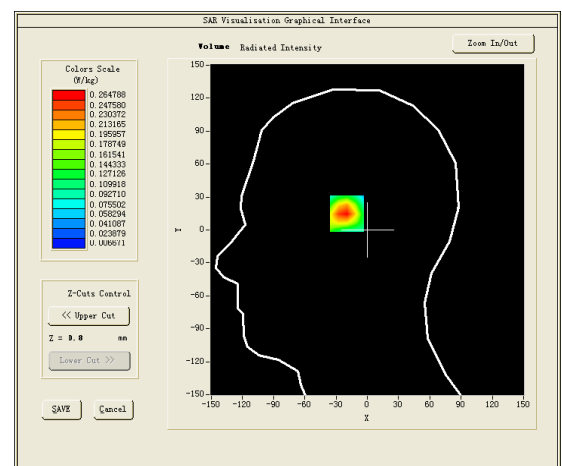 SAR Visualisation Graphical Interface
Volume Radiated Intensity
Zoom In/Out
Colors Scale
(W/kg)
0.264788
0.247580
0.230372
0.213165
0.195957
0.178749
0.161541
0.144333
0.127126
0.109918
0.092710
0.075502
0.058294
0.041087
0.023879
0.006671
Z-Cuts Control
<< Upper Cut
Z = 0.8 mm
Lower Cut >>
SAVE Cancel
150
120
90
60
30
0
-30
-60
-90
-120
-150
Y
-150 -120 -90 -60 -30 0 30 60 90 120 150
X